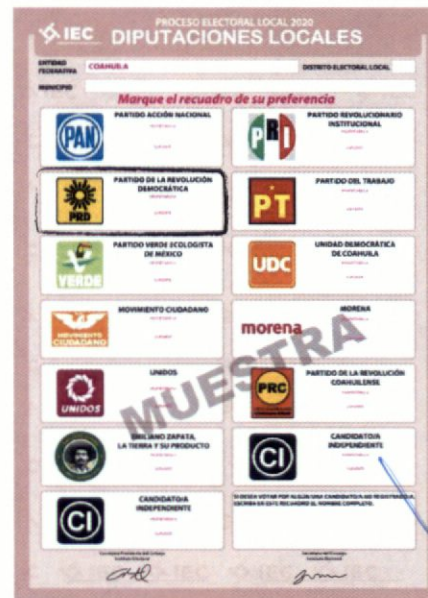 PROCESO ELECTORAL LOCAL 2020
IEC DIPUTACIONES LOCALES
ENTIDAD FEDERATIVA COAHUILA DISTRITO ELECTORAL LOCAL
MUNICIPIO
Marque el recuadro de su preferencia
PAN
PARTIDO ACCIÓN NACIONAL
PRI
PARTIDO REVOLUCIONARIO
INSTITUCIONAL
PRD
PARTIDO DE LA REVOLUCIÓN
DEMOCRÁTICA
PT
PARTIDO DEL TRABAJO
VERDE
PARTIDO VERDE ECOLOGISTA
DE MÉXICO
UDC
UNIDAD DEMOCRÁTICA
DE COAHUILA
MOVIMIENTO
CIUDADANO
MOVIMIENTO CIUDADANO
morena
MORENA
UNIDOS
UNIDOS
PRC
PARTIDO DE LA REVOLUCIÓN
COAHUILENSE
EMILIANO ZAPATA,
LA TIERRA Y SU PRODUCTO
CI
CANDIDATO/A
INDEPENDIENTE
CI
CANDIDATO/A
INDEPENDIENTE
SI DESEA VOTAR POR ALGÚN/UNA CANDIDATO/A NO REGISTRADO/A,
ESCRIBA EN ESTE RECUADRO EL NOMBRE COMPLETO.
MUESTRA